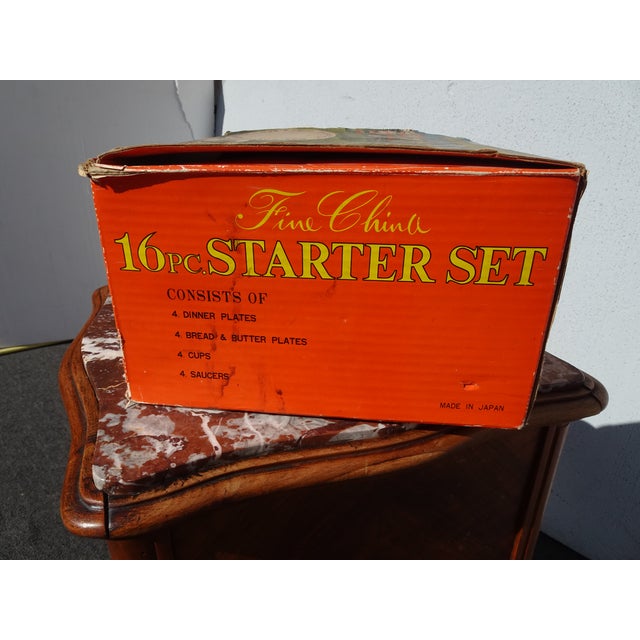 Fine China
16PC. STARTER SET
CONSISTS OF
4. DINNER PLATES
4. BREAD & BUTTER PLATES
4. CUPS
4. SAUCERS
MADE IN JAPAN